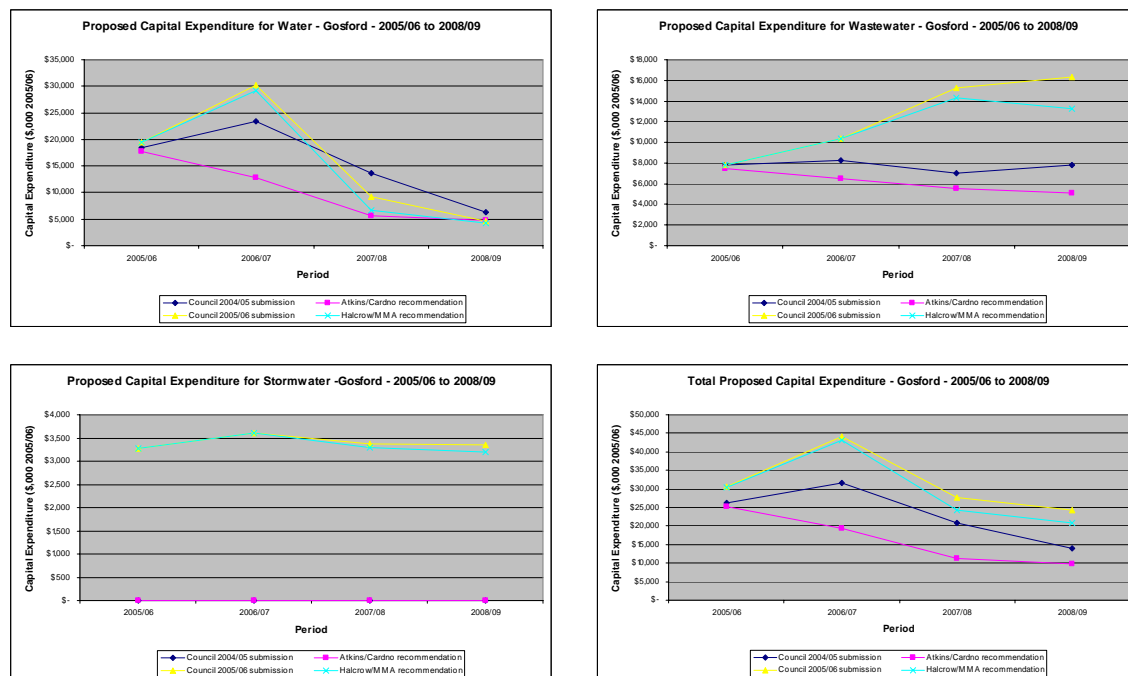 Proposed Capital Expenditure for Water - Gosford - 2005/06 to 2008/09
$35,000
$30,000
$25,000
$20,000
$15,000
$10,000
$5,000
$-
Capital Expenditure ($,000 2005/06)
2005/06 2006/07 2007/08 2008/09
Period
Council 2004/05 submission Atkins/Cardno recommendation
Council 2005/06 submission Halcrow/MMA recommendation
Proposed Capital Expenditure for Wastewater - Gosford - 2005/06 to 2008/09
$18,000
$16,000
$14,000
$12,000
$10,000
$8,000
$6,000
$4,000
$2,000
$-
Capital Expenditure ($,000 2005/06)
2005/06 2006/07 2007/08 2008/09
Period
Council 2004/05 submission Atkins/Cardno recommendation
Council 2005/06 submission Halcrow/MMA recommendation
Proposed Capital Expenditure for Stormwater -Gosford - 2005/06 to 2008/09
$4,000
$3,500
$3,000
$2,500
$2,000
$1,500
$1,000
$500
$-
Capital Expenditure ($,000 2005/06)
2005/06 2006/07 2007/08 2008/09
Period
Council 2004/05 submission Atkins/Cardno recommendation
Council 2005/06 submission Halcrow/MMA recommendation
Total Proposed Capital Expenditure - Gosford - 2005/06 to 2008/09
$50,000
$45,000
$40,000
$35,000
$30,000
$25,000
$20,000
$15,000
$10,000
$5,000
$-
Capital Expenditure ($,000 2005/06)
2005/06 2006/07 2007/08 2008/09
Period
Council 2004/05 submission Atkins/Cardno recommendation
Council 2005/06 submission Halcrow/MMA recommendation